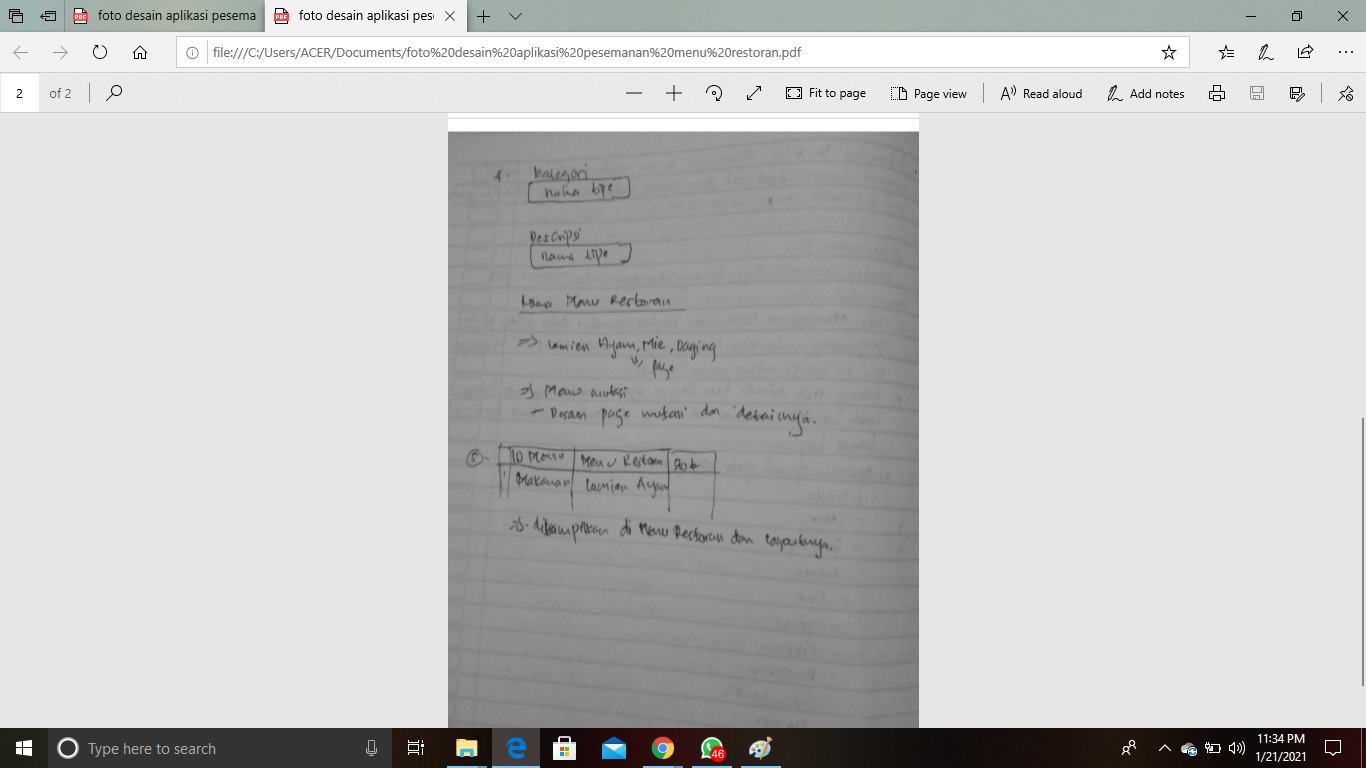 foto desain aplikasi pesema
foto desain aplikasi pes
file:///C:/Users/ACER/Documents/foto%20desain%20aplikasi%20pesemanan%20menu%20restoran.pdf
2 of 2
Fit to page
Page view
Read aloud
Add notes
4. Kategori
nama tipe
Descripsi
nama tipe
Nama Menu Restoran
=> Lamien Ayam, Mie, Daging
page
=> Menu mutasi
- Desain page mutasi dan detailnya.
5. ID Menu Menu Restoran stok
1 Makanan Lamien Ayam
=> ditampilkan di Menu Restoran dan
Type here to search
46
11:34 PM
1/21/2021